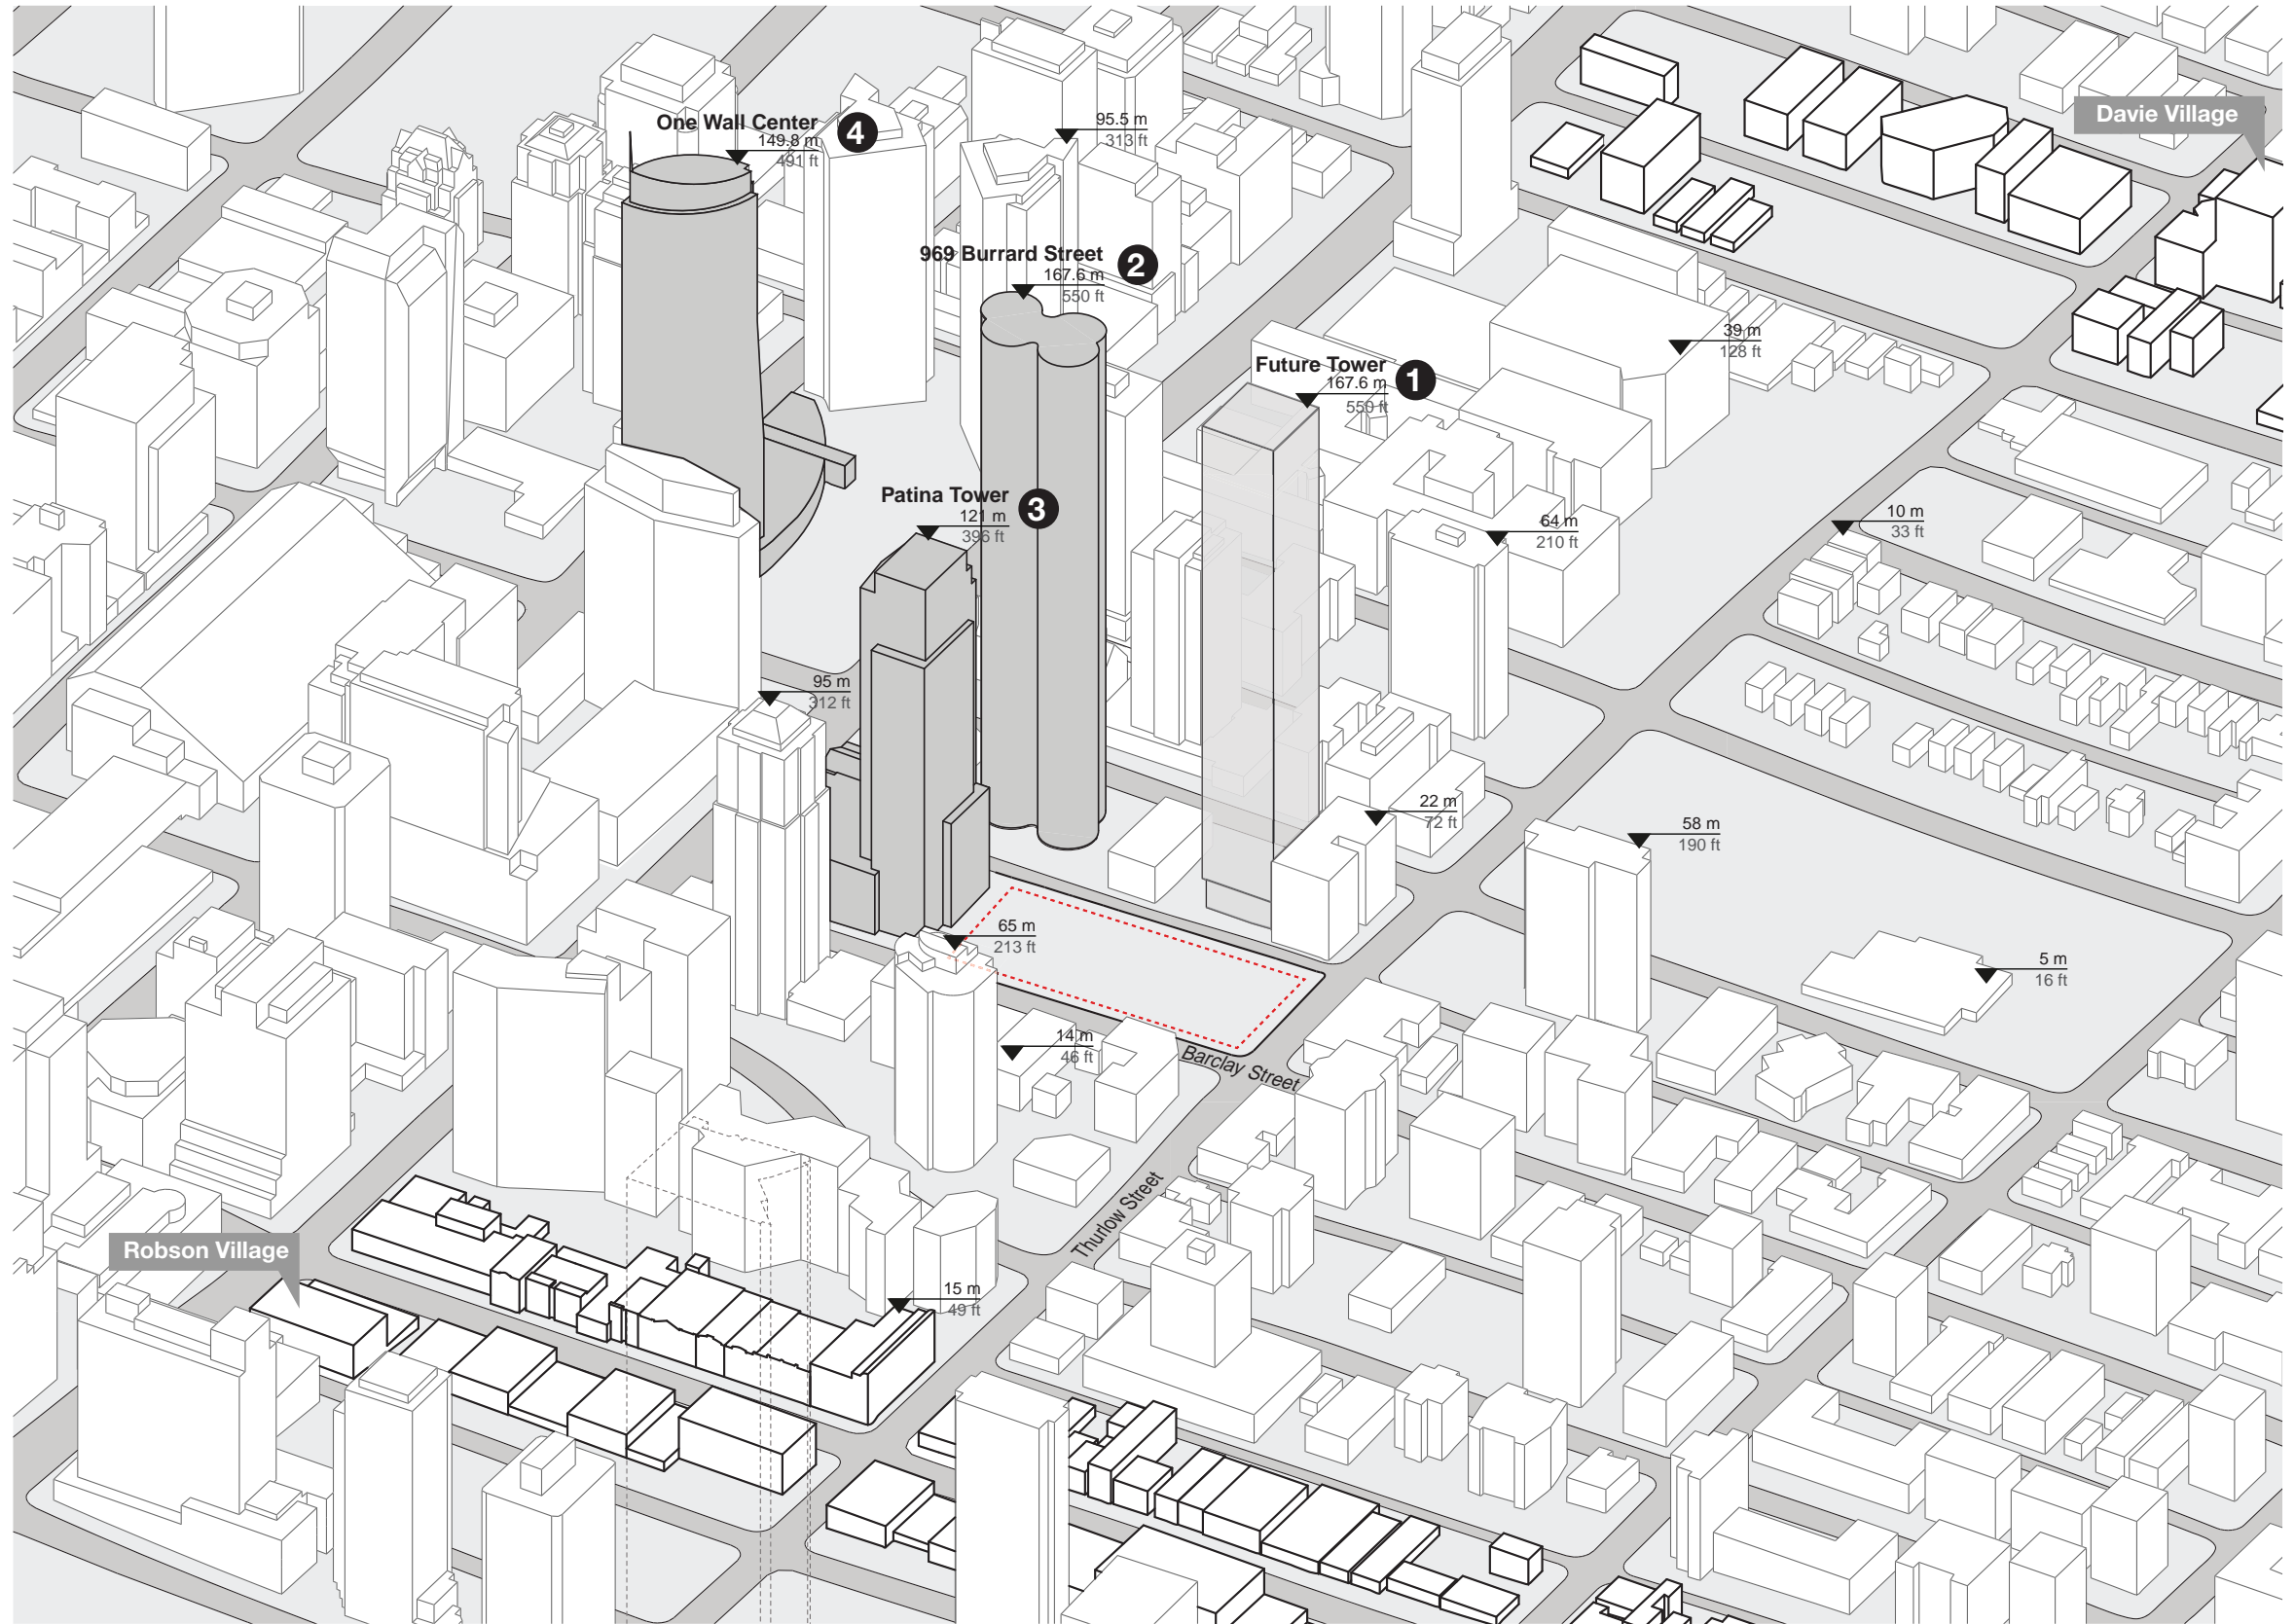 Davie Village
One Wall Center
4
149.8 m
491 ft
95.5 m
313 ft
969 Burrard Street
2
167.6 m
550 ft
39 m
128 ft
Future Tower
1
167.6 m
550 ft
Patina Tower
3
121 m
396 ft
64 m
210 ft
10 m
33 ft
95 m
312 ft
22 m
72 ft
58 m
190 ft
65 m
213 ft
5 m
16 ft
14 m
46 ft
Barclay Street
Thurlow Street
Robson Village
15 m
49 ft